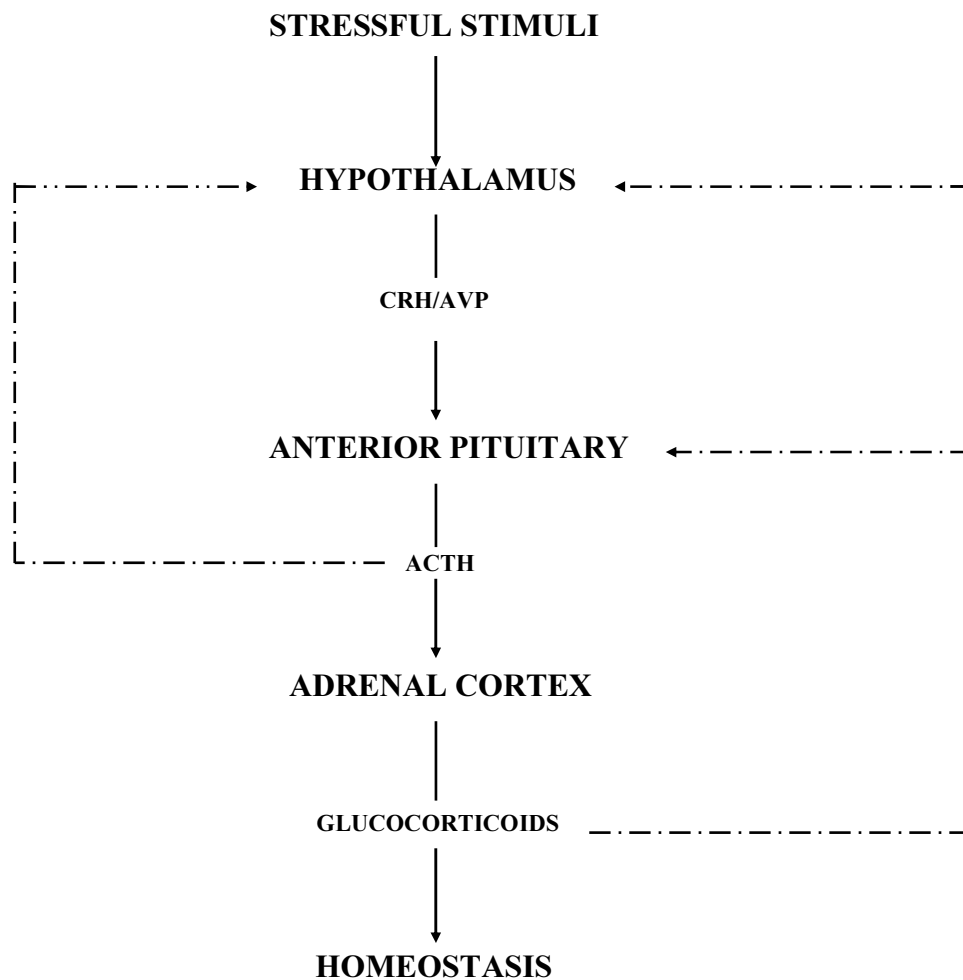 STRESSFUL STIMULI
HYPOTHALAMUS
CRH/AVP
ANTERIOR PITUITARY
ACTH
ADRENAL CORTEX
GLUCOCORTICOIDS
HOMEOSTASIS